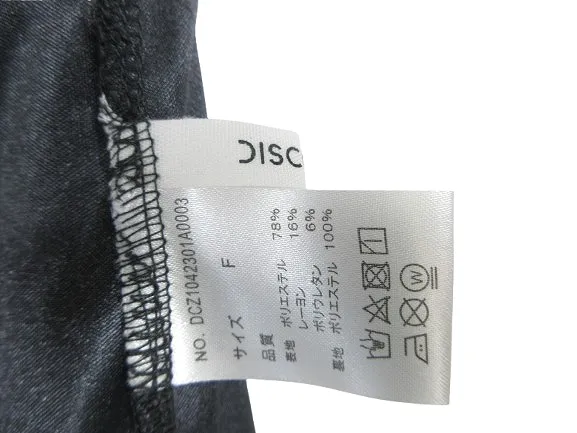 DISC
NO. DCZ1042301A0003
サイズ F
品質
表地 ポリエステル 78%
レーヨン 16%
ポリウレタン 6%
裏地 ポリエステル 100%
W